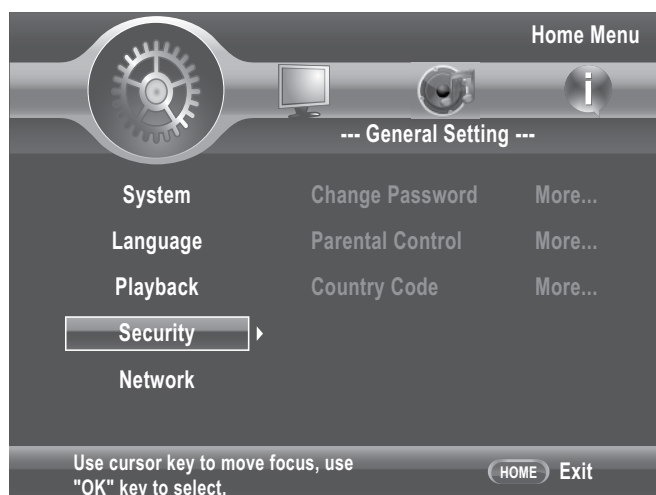 Home Menu
i
--- General Setting ---
System Change Password More...
Language Parental Control More...
Playback Country Code More...
Security
Network
Use cursor key to move focus, use
"OK" key to select.
HOME Exit